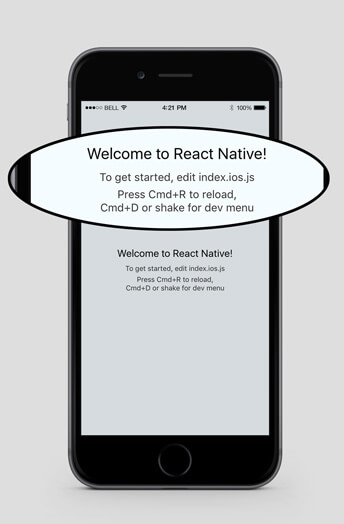 BELL
4:21 PM
100%
Welcome to React Native!
To get started, edit index.ios.js
Press Cmd+R to reload,
Cmd+D or shake for dev menu
Welcome to React Native!
To get started, edit index.ios.js
Press Cmd+R to reload,
Cmd+D or shake for dev menu